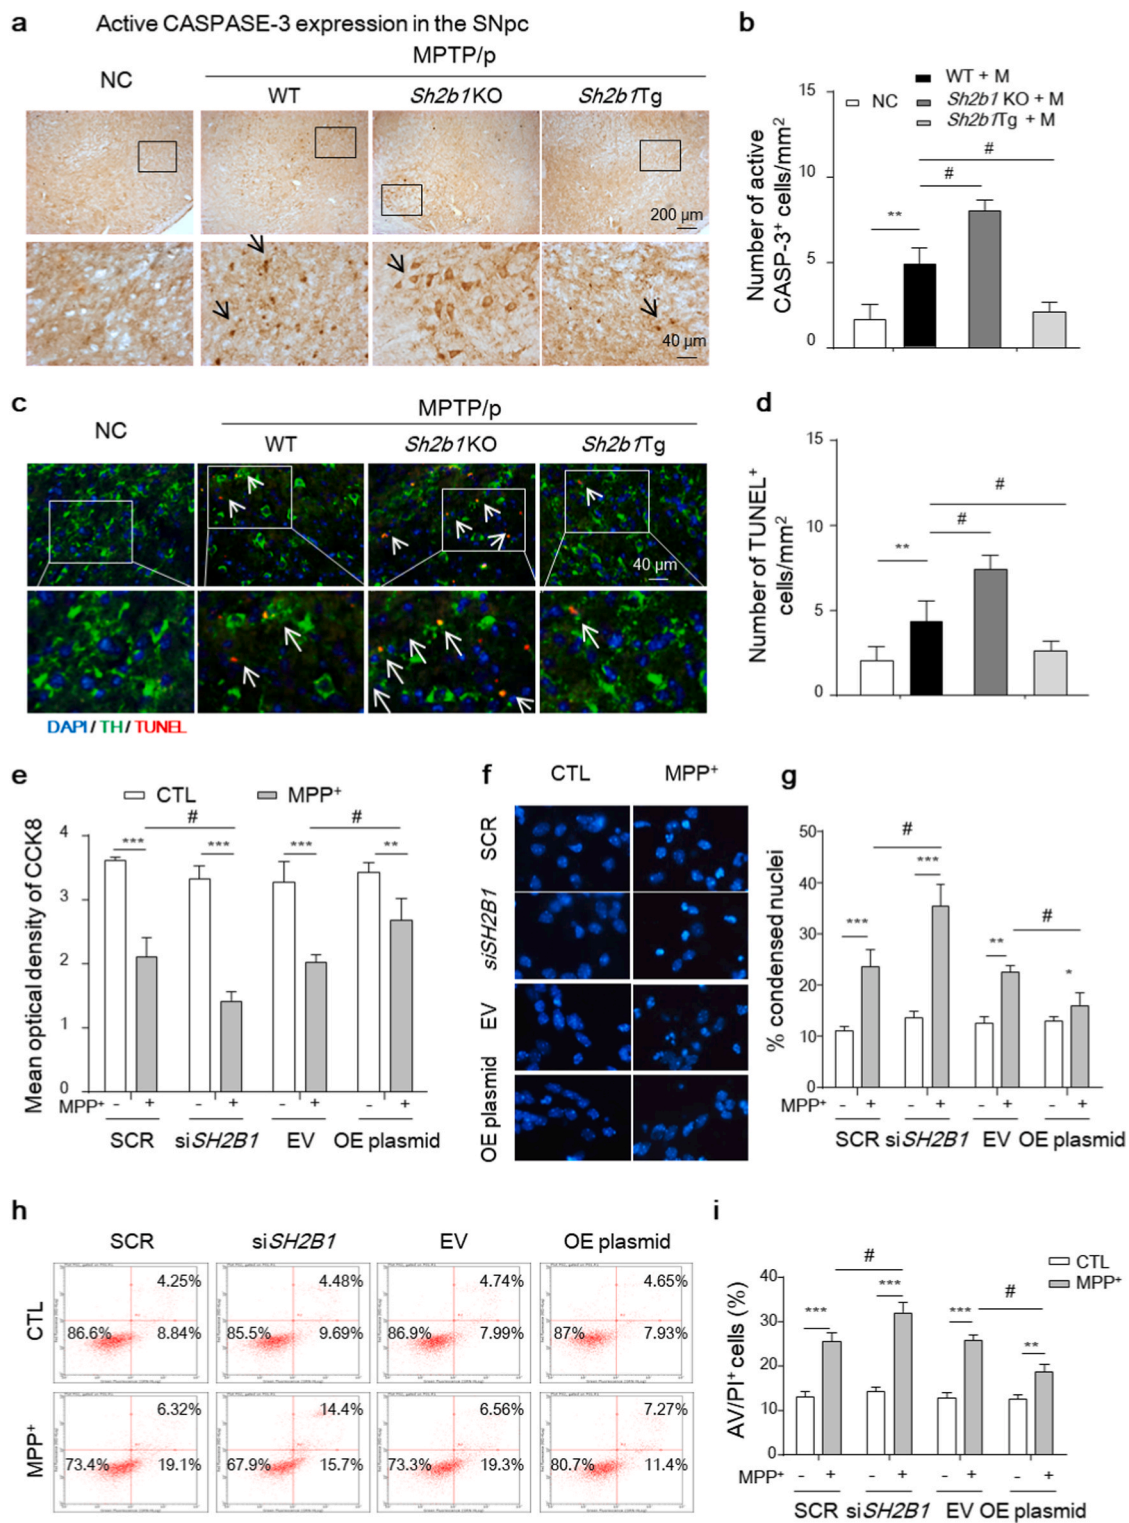 a Active CASPASE-3 expression in the SNpc
NC
MPTP/p
WT Sh2b1 KO Sh2b1Tg
200 µm
40 µm
b
NC
WT + M
Sh2b1 KO + M
Sh2b1Tg + M
Number of active
CASP-3+ cells/mm2
15
10
5
0
** # #
c
NC
MPTP/p
WT Sh2b1KO Sh2b1Tg
40 µm
DAPI / TH / TUNEL
d
Number of TUNEL+
cells/mm2
15
10
5
0
** # #
e
CTL MPP+
Mean optical density of CCK8
4
3
2
1
0
# #
*** *** *** **
MPP+ - + - + - + - +
SCR siSH2B1 EV OE plasmid
f
CTL MPP+
SCR
siSH2B1
EV
OE plasmid
g
% condensed nuclei
50
40
30
20
10
0
# #
*** *** ** *
MPP+ - + - + - + - +
SCR siSH2B1 EV OE plasmid
h
SCR siSH2B1 EV OE plasmid
CTL
4.25% 4.48% 4.74% 4.65%
86.6% 8.84% 85.5% 9.69% 86.9% 7.99% 87% 7.93%
MPP+
6.32% 14.4% 6.56% 7.27%
73.4% 19.1% 67.9% 15.7% 73.3% 19.3% 80.7% 11.4%
i
CTL
MPP+
AV/PI+ cells (%)
40
30
20
10
0
# #
*** *** *** **
MPP+ - + - + - + - +
SCR siSH2B1 EV OE plasmid